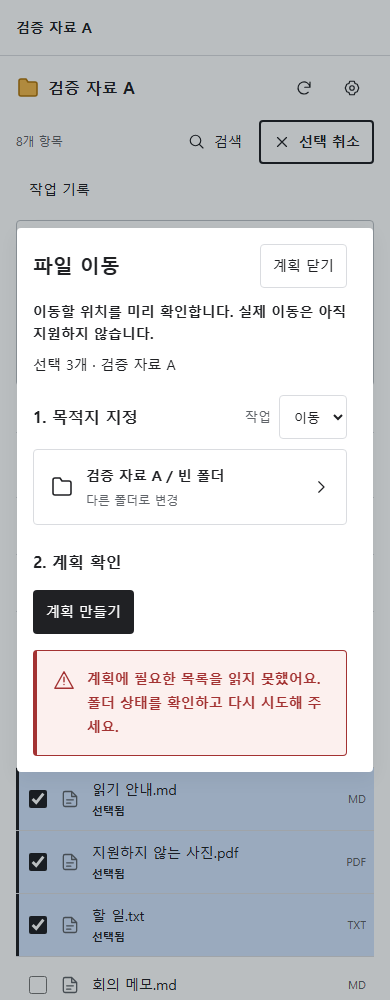 검증 자료 A
검증 자료 A
8개 항목
검색
선택 취소
작업 기록
파일 이동
계획 닫기
이동할 위치를 미리 확인합니다. 실제 이동은 아직
지원하지 않습니다.
선택 3개 · 검증 자료 A
1. 목적지 지정
작업
이동
검증 자료 A / 빈 폴더
다른 폴더로 변경
2. 계획 확인
계획 만들기
계획에 필요한 목록을 읽지 못했어요.
폴더 상태를 확인하고 다시 시도해 주
세요.
읽기 안내.md
MD
선택됨
지원하지 않는 사진.pdf
PDF
선택됨
할 일.txt
TXT
선택됨
회의 메모.md
MD